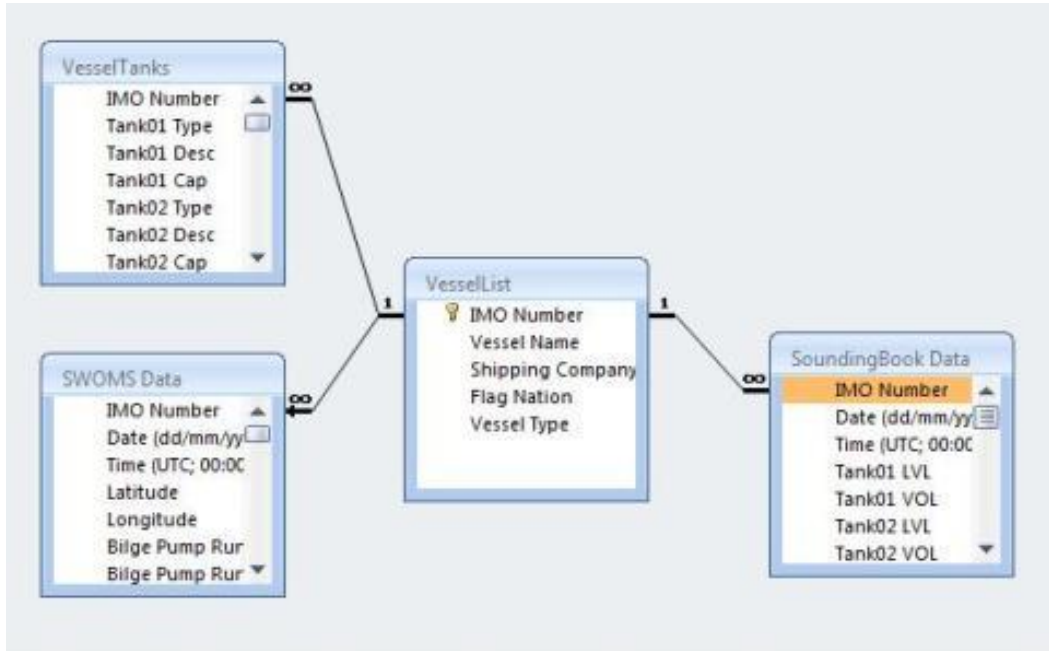 VesselTanks
IMO Number
Tank01 Type
Tank01 Desc
Tank01 Cap
Tank02 Type
Tank02 Desc
Tank02 Cap
∞
SWOMS Data
IMO Number
Date (dd/mm/yy
Time (UTC; 00:0C
Latitude
Longitude
Bilge Pump Rur
Bilge Pump Rur
∞
1
VesselList
IMO Number
Vessel Name
Shipping Company
Flag Nation
Vessel Type
1
∞
SoundingBook Data
IMO Number
Date (dd/mm/yy
Time (UTC; 00:0C
Tank01 LVL
Tank01 VOL
Tank02 LVL
Tank02 VOL